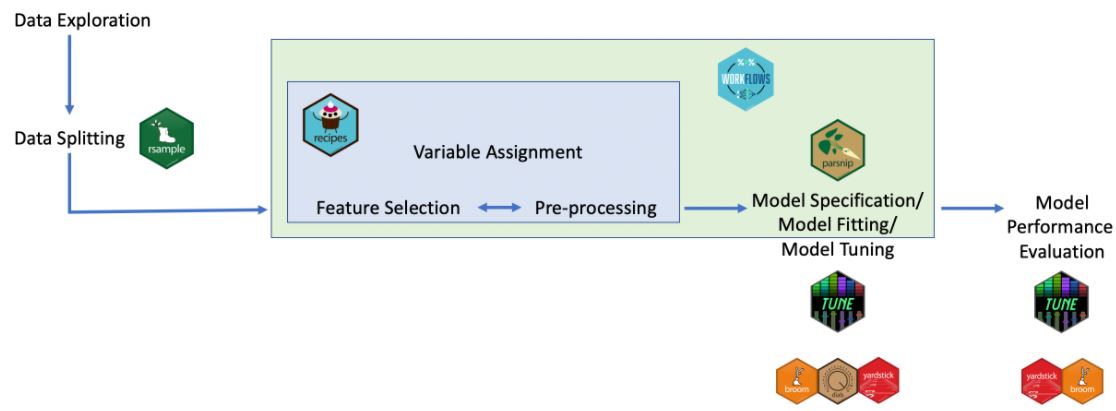 Data Exploration
WORKFLOWS
recipes
Data Splitting
rsample
Variable Assignment
parsnip
Feature Selection
Pre-processing
Model Specification/
Model Fitting/
Model Tuning
Model
Performance
Evaluation
TUNE
TUNE
broom
dials
yardstick
yardstick
broom